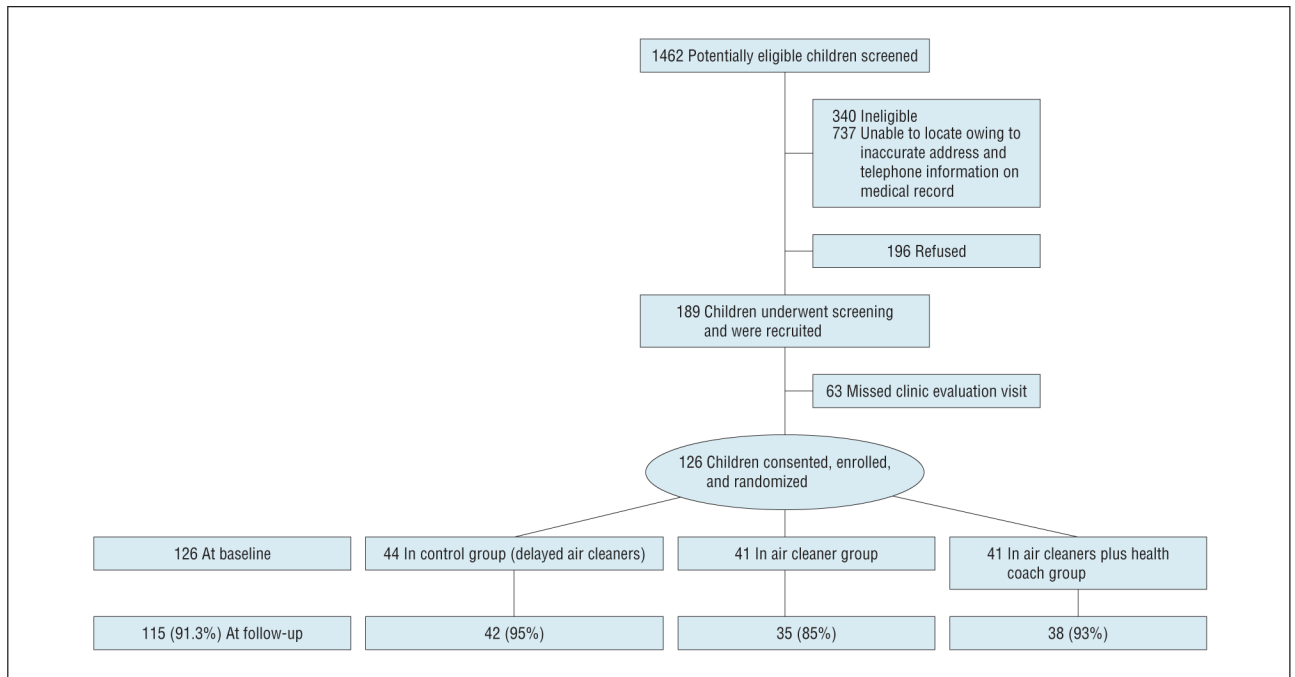 1462 Potentially eligible children screened
340 Ineligible
737 Unable to locate owing to
inaccurate address and
telephone information on
medical record
196 Refused
189 Children underwent screening
and were recruited
63 Missed clinic evaluation visit
126 Children consented, enrolled,
and randomized
126 At baseline
44 In control group (delayed air cleaners)
41 In air cleaner group
41 In air cleaners plus health
coach group
115 (91.3%) At follow-up
42 (95%)
35 (85%)
38 (93%)